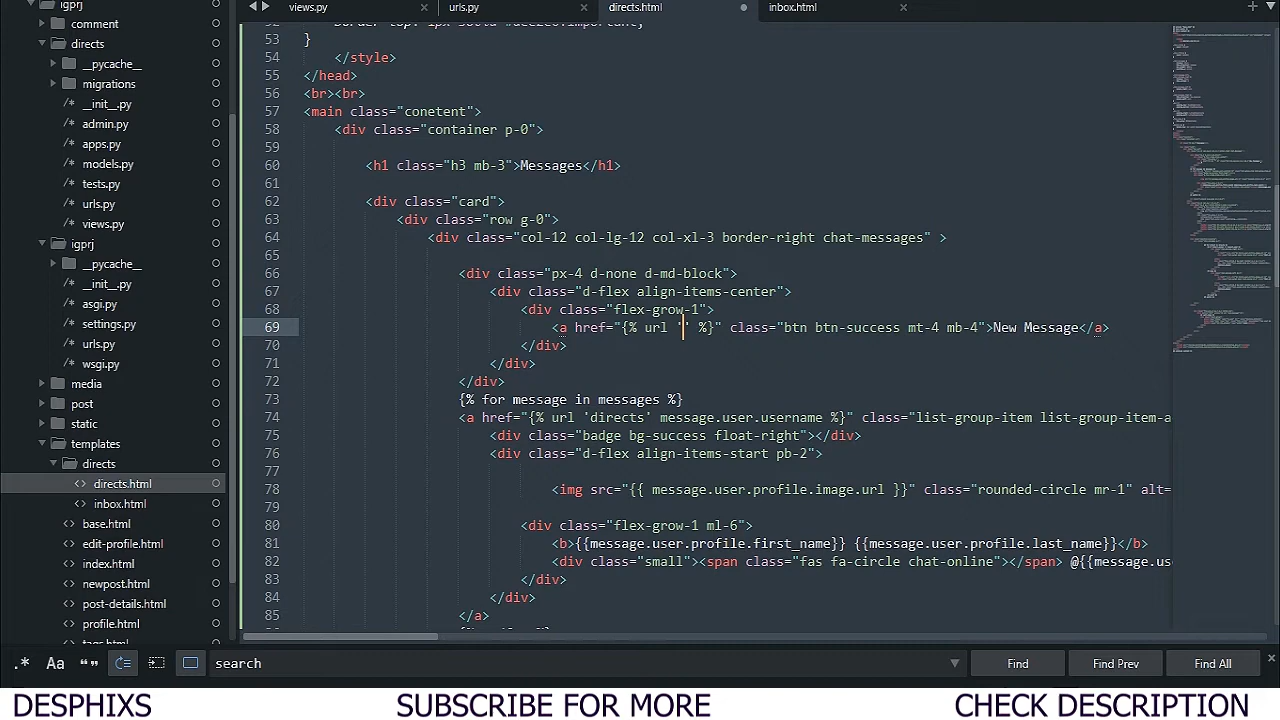 igprj
comment
directs
__pycache__
migrations
/* __init__.py
/* admin.py
/* apps.py
/* models.py
/* tests.py
/* urls.py
/* views.py
igprj
__pycache__
/* __init__.py
/* asgi.py
/* settings.py
/* urls.py
/* wsgi.py
media
post
static
templates
directs
<> directs.html
<> inbox.html
<> base.html
<> edit-profile.html
<> index.html
<> newpost.html
<> post-details.html
<> profile.html
views.py × urls.py × directs.html inbox.html ×
53 }
54 </style>
55 </head>
56 <br><br>
57 <main class="conetent">
58 <div class="container p-0">
59
60 <h1 class="h3 mb-3">Messages</h1>
61
62 <div class="card">
63 <div class="row g-0">
64 <div class="col-12 col-lg-12 col-xl-3 border-right chat-messages" >
65
66 <div class="px-4 d-none d-md-block">
67 <div class="d-flex align-items-center">
68 <div class="flex-grow-1">
69 <a href="{% url '' %}" class="btn btn-success mt-4 mb-4">New Message</a>
70 </div>
71 </div>
72 </div>
73 {% for message in messages %}
74 <a href="{% url 'directs' message.user.username %}" class="list-group-item list-group-item-a
75 <div class="badge bg-success float-right"></div>
76 <div class="d-flex align-items-start pb-2">
77
78 <img src="{{ message.user.profile.image.url }}" class="rounded-circle mr-1" alt=
79
80 <div class="flex-grow-1 ml-6">
81 <b>{{message.user.profile.first_name}} {{message.user.profile.last_name}}</b>
82 <div class="small"><span class="fas fa-circle chat-online"></span> @{{message.us
83 </div>
84 </div>
85 </a>
.* Aa “” search Find Find Prev Find All ×
DESPHIXS SUBSCRIBE FOR MORE CHECK DESCRIPTION